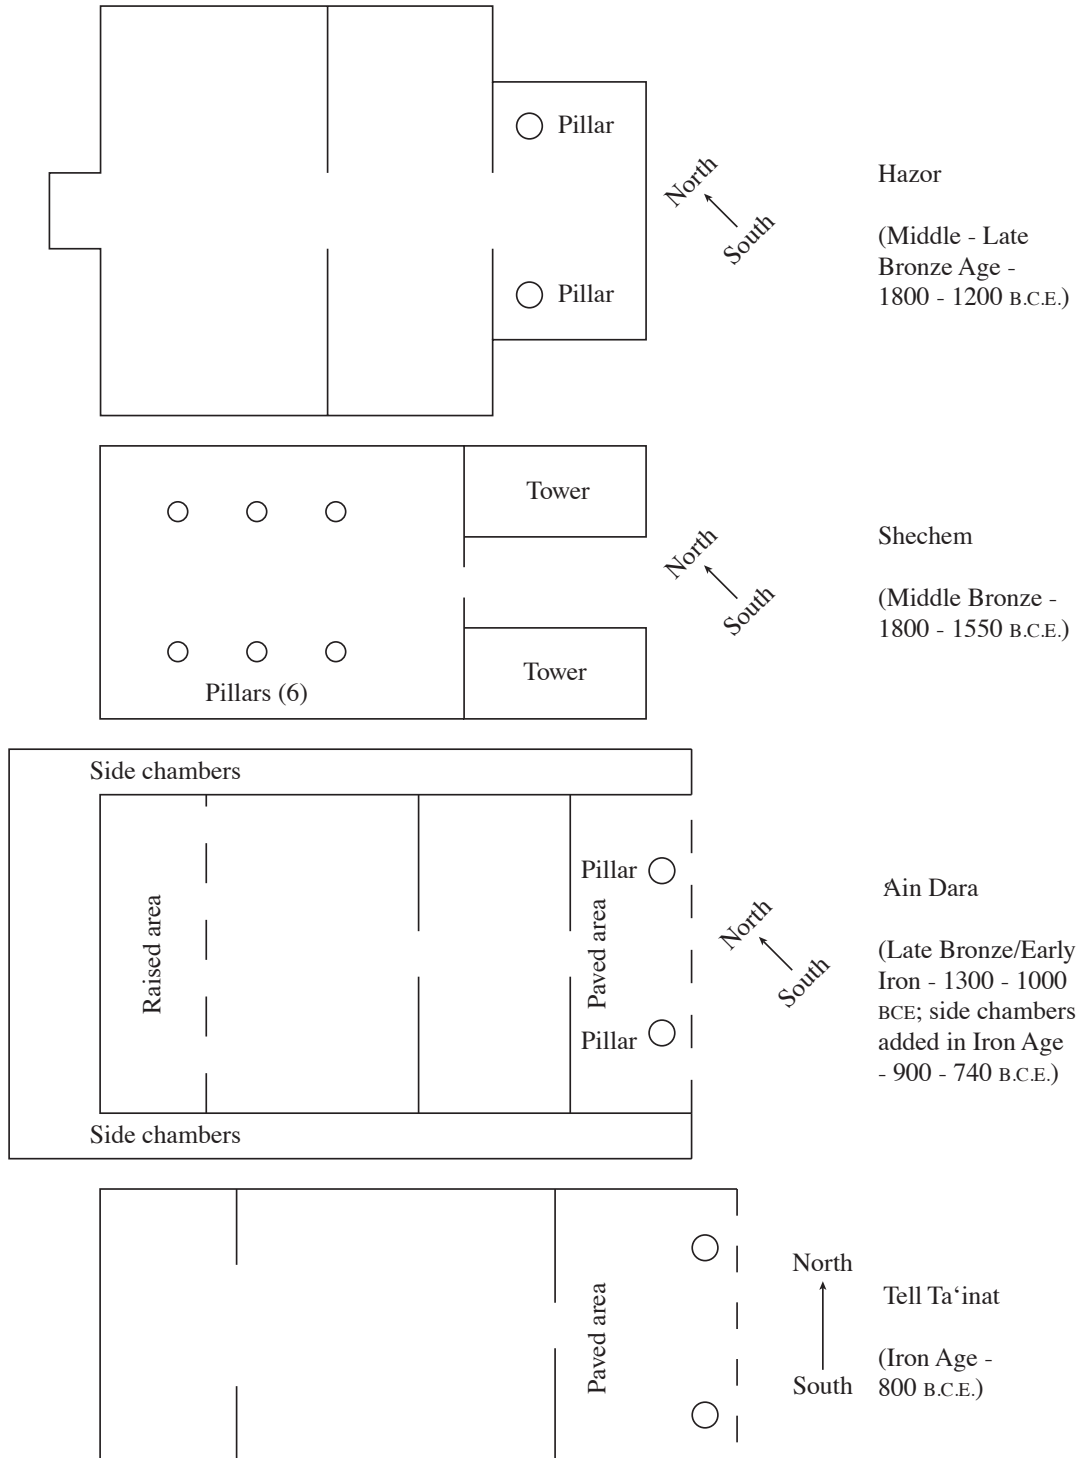 Pillar
Pillar
North
South
Hazor
(Middle - Late
Bronze Age -
1800 - 1200 B.C.E.)
Tower
Tower
Pillars (6)
North
South
Shechem
(Middle Bronze -
1800 - 1550 B.C.E.)
Side chambers
Raised area
Pillar
Paved area
Pillar
Side chambers
North
South
‘Ain Dara
(Late Bronze/Early
Iron - 1300 - 1000
BCE; side chambers
added in Iron Age
- 900 - 740 B.C.E.)
Paved area
North
South
Tell Ta‘inat
(Iron Age -
800 B.C.E.)